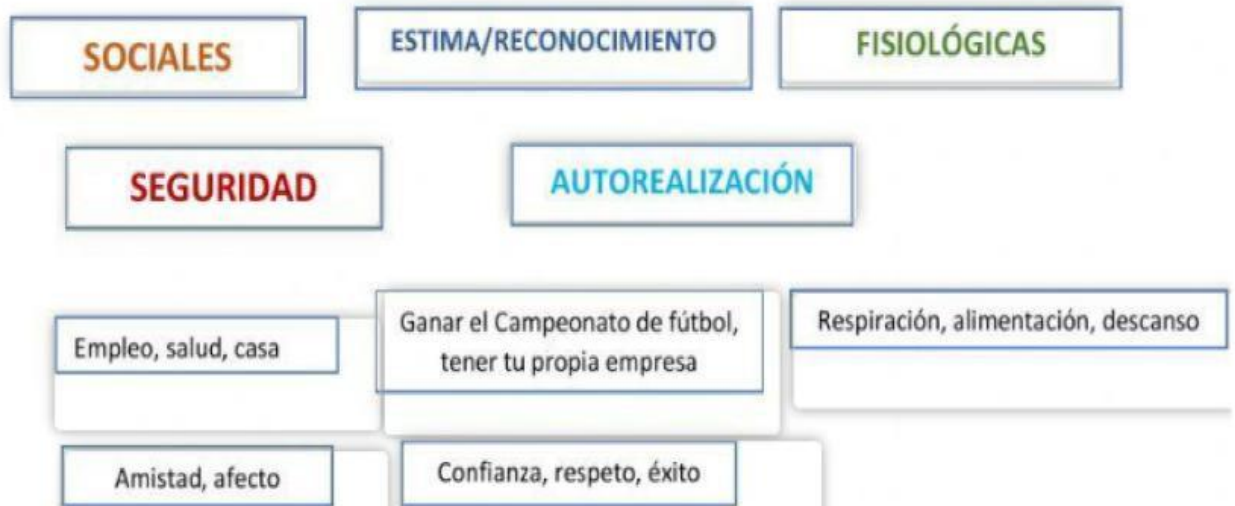 SOCIALES
ESTIMA/RECONOCIMIENTO
FISIOLÓGICAS
SEGURIDAD
AUTOREALIZACIÓN
Empleo, salud, casa
Ganar el Campeonato de fútbol,
tener tu propia empresa
Respiración, alimentación, descanso
Amistad, afecto
Confianza, respeto, éxito